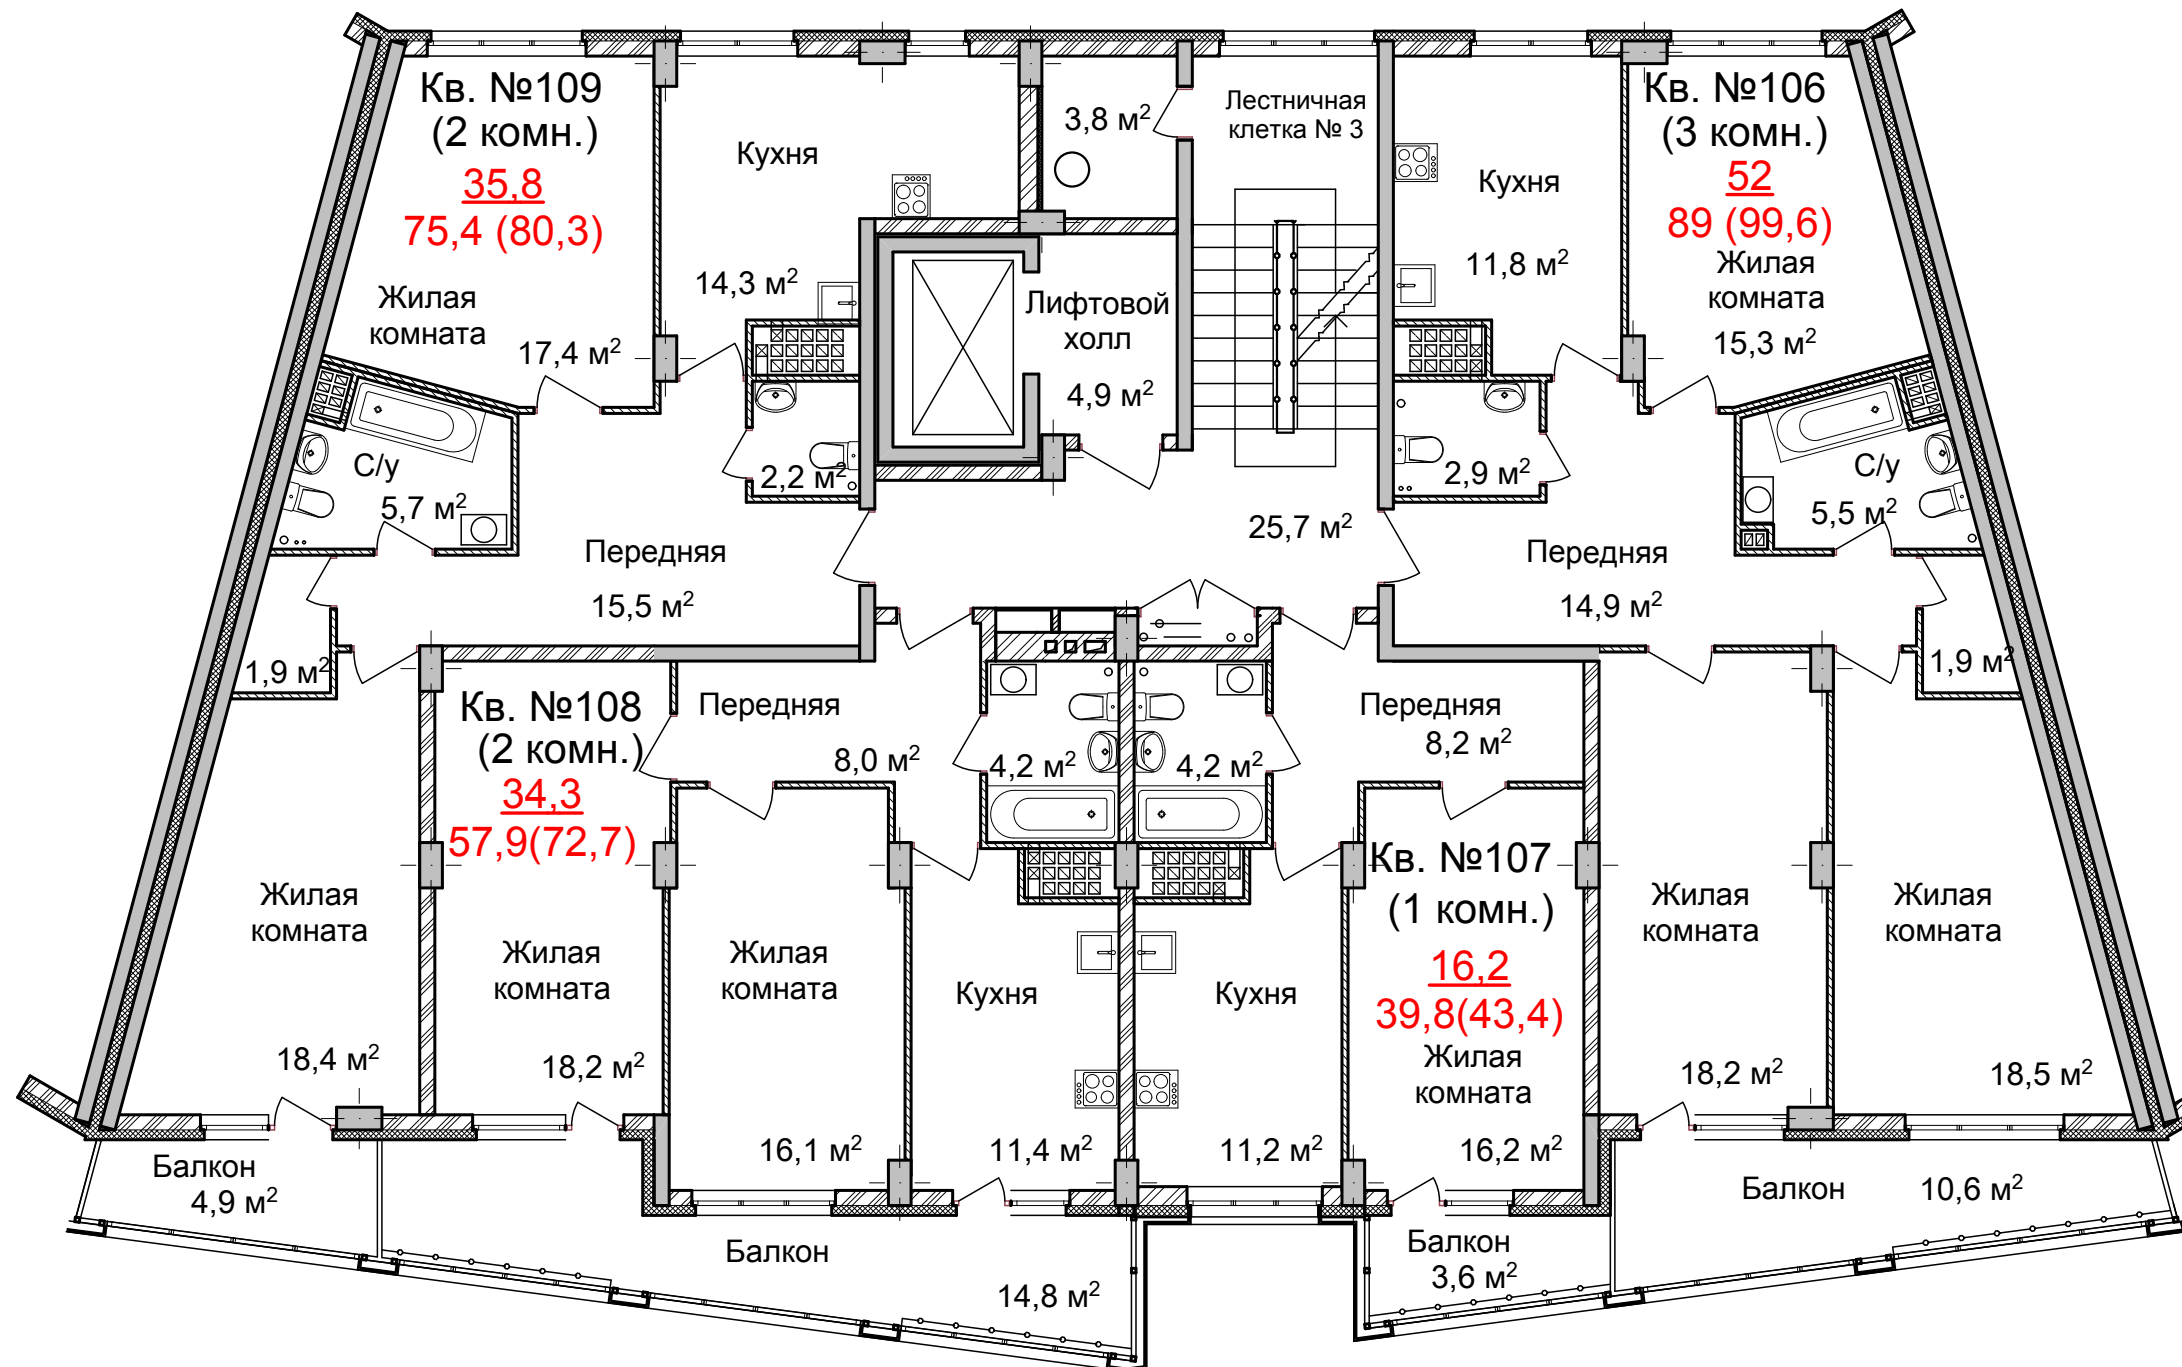 Кв. №109
(2 комн.)
35,8
75,4 (80,3)
Жилая
комната
17,4 м²
Кухня
14,3 м²
3,8 м²
Лестничная
клетка № 3
Лифтовой
холл
4,9 м²
Кухня
11,8 м²
Кв. №106
(3 комн.)
52
89 (99,6)
Жилая
комната
15,3 м²
С/у
5,7 м²
2,2 м²
25,7 м²
2,9 м²
С/у
5,5 м²
Передняя
15,5 м²
Передняя
14,9 м²
1,9 м²
1,9 м²
Кв. №108
(2 комн.)
34,3
57,9(72,7)
Передняя
8,0 м²
4,2 м²
4,2 м²
Передняя
8,2 м²
Кв. №107
(1 комн.)
16,2
39,8(43,4)
Жилая
комната
16,2 м²
Жилая
комната
18,4 м²
Жилая
комната
18,2 м²
Жилая
комната
16,1 м²
Кухня
11,4 м²
Кухня
11,2 м²
Жилая
комната
18,2 м²
Жилая
комната
18,5 м²
Балкон
4,9 м²
Балкон
14,8 м²
Балкон
3,6 м²
Балкон
10,6 м²